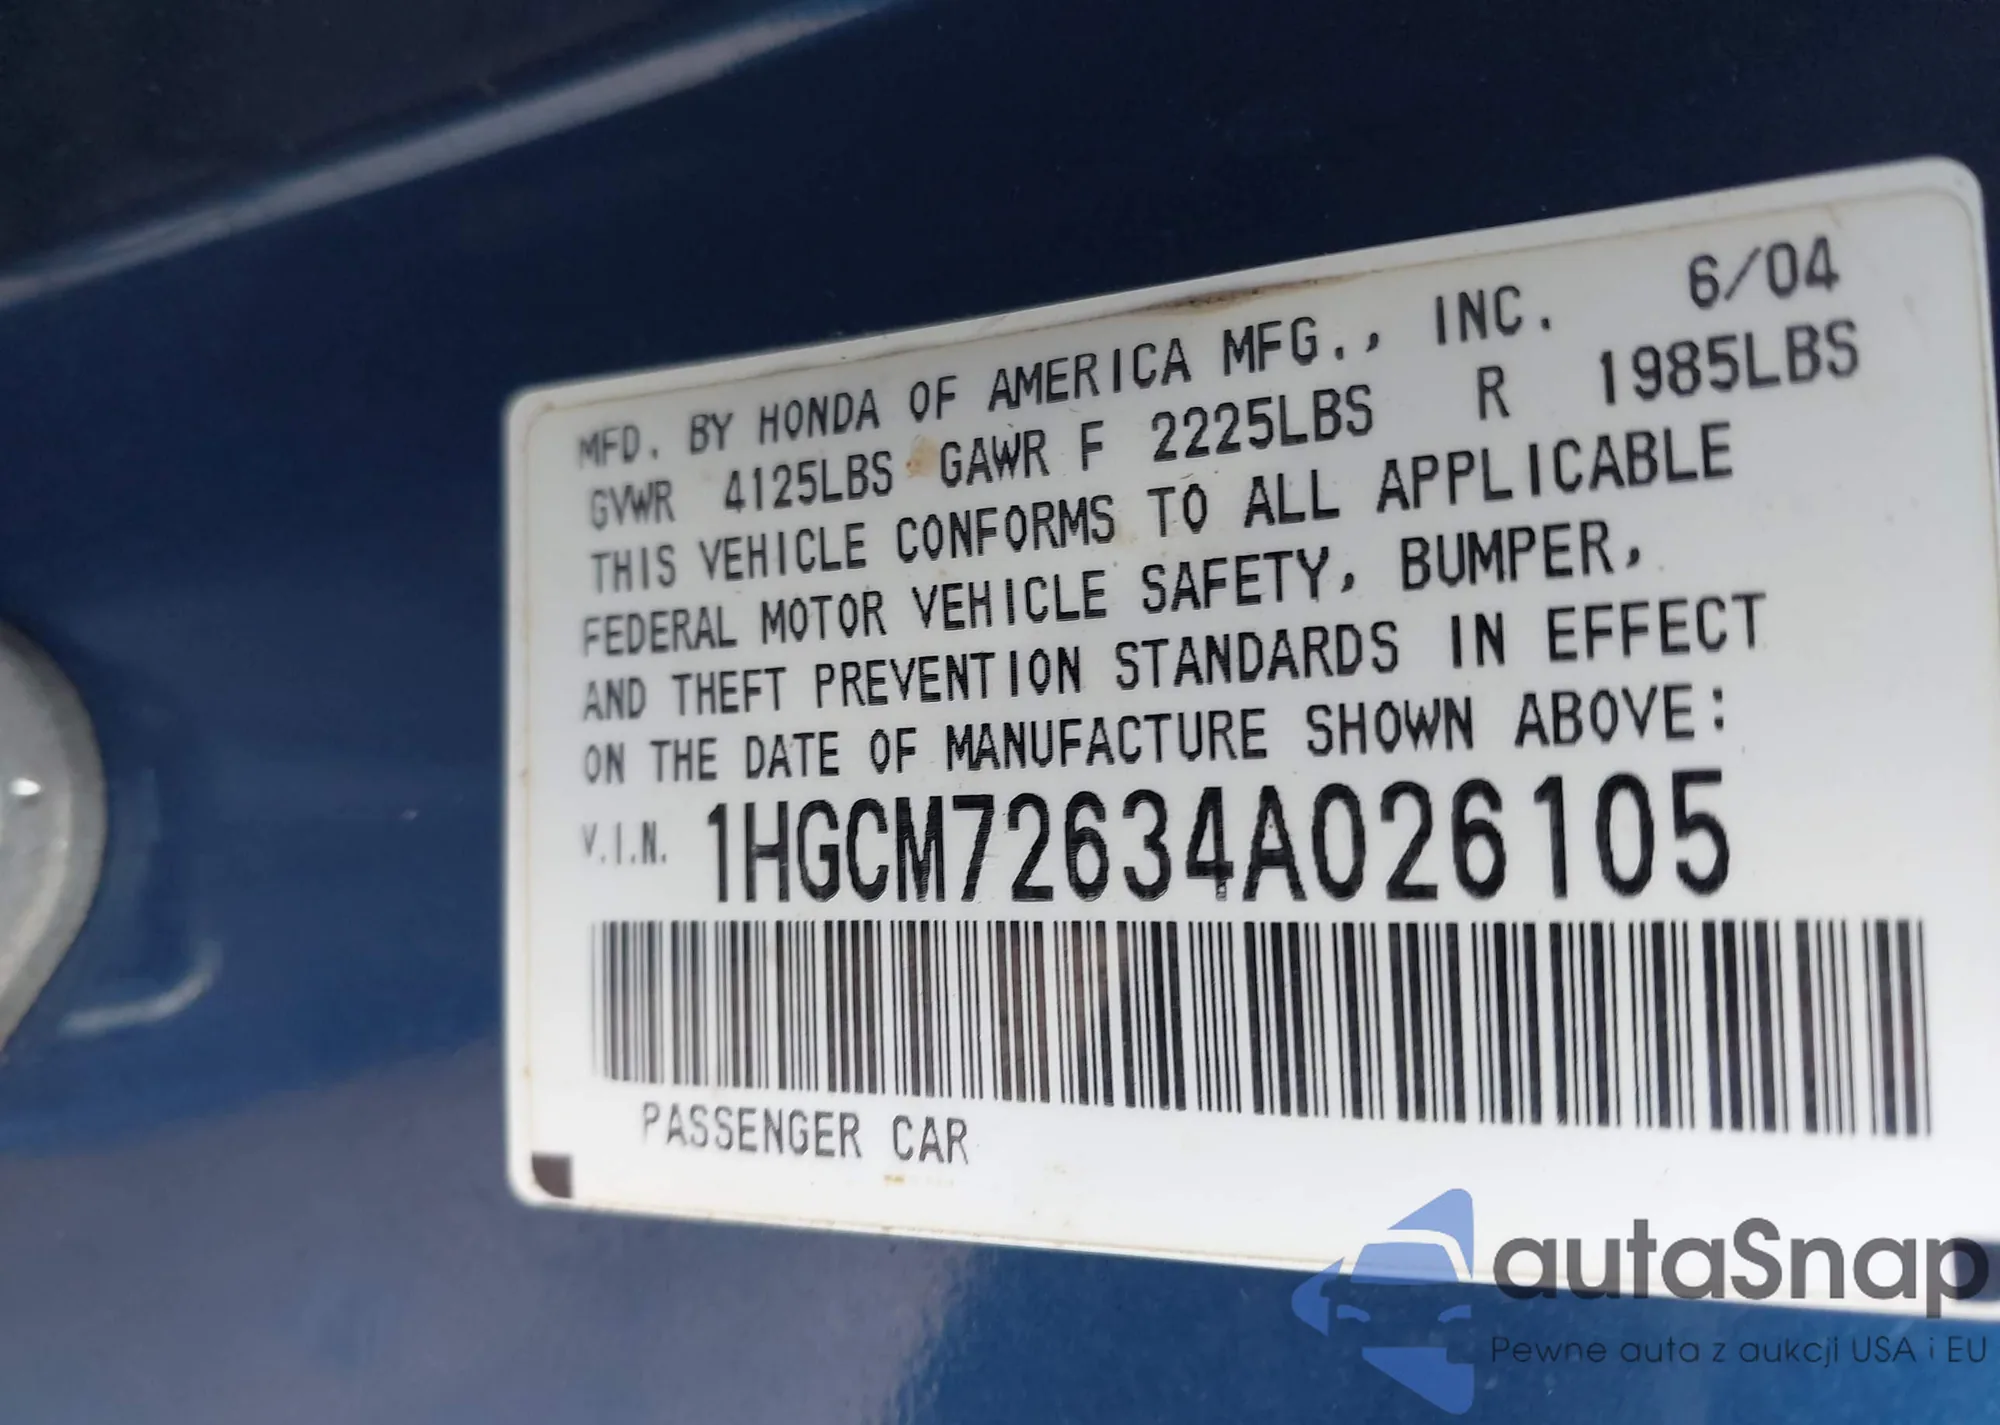 MFD. BY HONDA OF AMERICA MFG., INC. 6/04
GVWR 4125LBS GAWR F 2225LBS R 1985LBS
THIS VEHICLE CONFORMS TO ALL APPLICABLE
FEDERAL MOTOR VEHICLE SAFETY, BUMPER,
AND THEFT PREVENTION STANDARDS IN EFFECT
ON THE DATE OF MANUFACTURE SHOWN ABOVE:
V.I.N. 1HGCM72634A026105
PASSENGER CAR
autaSnap
Pewne auta z aukcji USA i EU